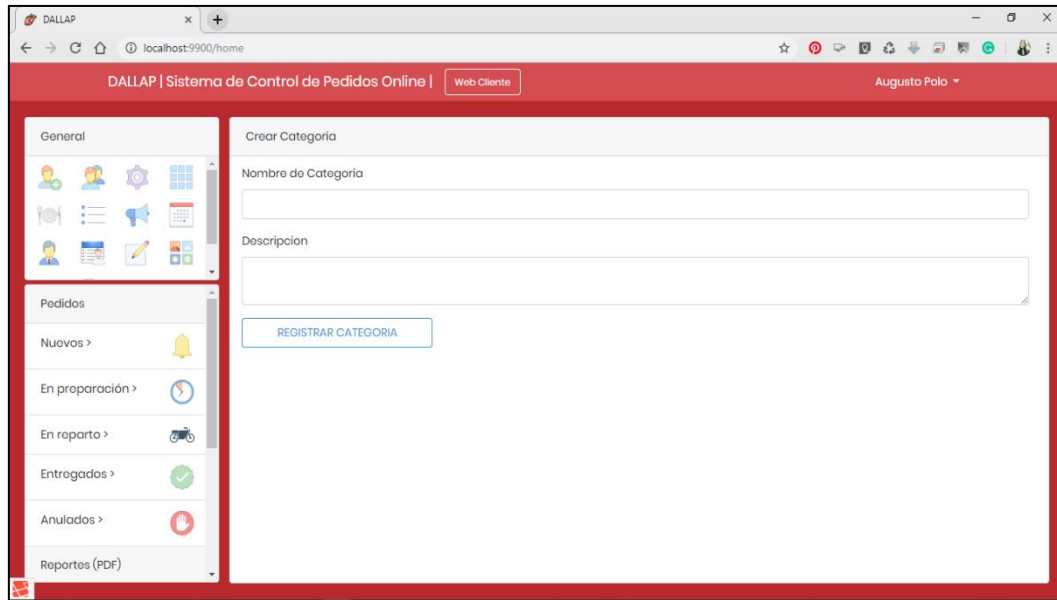 DALLAP
localhost:9900/home
DALLAP | Sistema de Control de Pedidos Online | Web Cliente
Augusto Polo
General
Crear Categoria
Nombre de Categoria
Descripcion
REGISTRAR CATEGORIA
Pedidos
Nuevos >
En preparación >
En reparto >
Entregados >
Anulados >
Reportes (PDF)